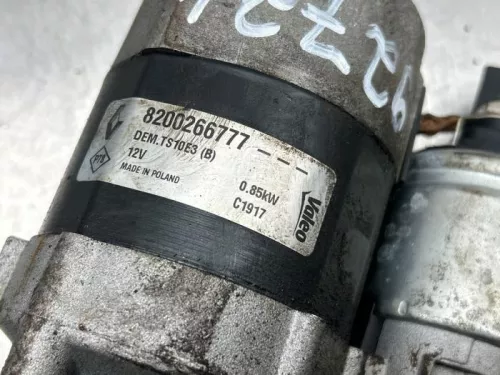 8200266777---
DEM.TS10E3 (B)
12V
MADE IN POLAND
0.85kW
C1917
Valeo